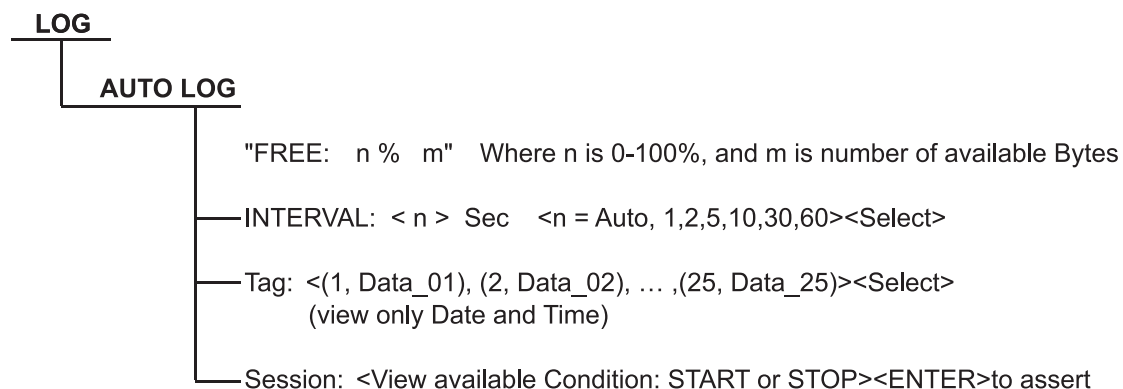 LOG
AUTO LOG
"FREE: n % m" Where n is 0-100%, and m is number of available Bytes
INTERVAL: < n > Sec <n = Auto, 1,2,5,10,30,60><Select>
Tag: <(1, Data_01), (2, Data_02), … ,(25, Data_25)><Select>
(view only Date and Time)
Session: <View available Condition: START or STOP><ENTER>to assert